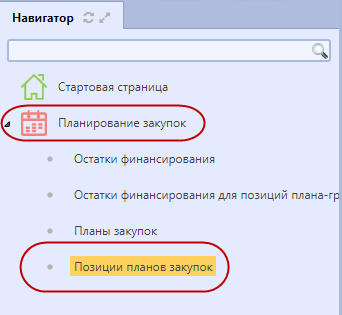 Навигатор
Стартовая страница
Планирование закупок
Остатки финансирования
Остатки финансирования для позиций плана-гр
Планы закупок
Позиции планов закупок